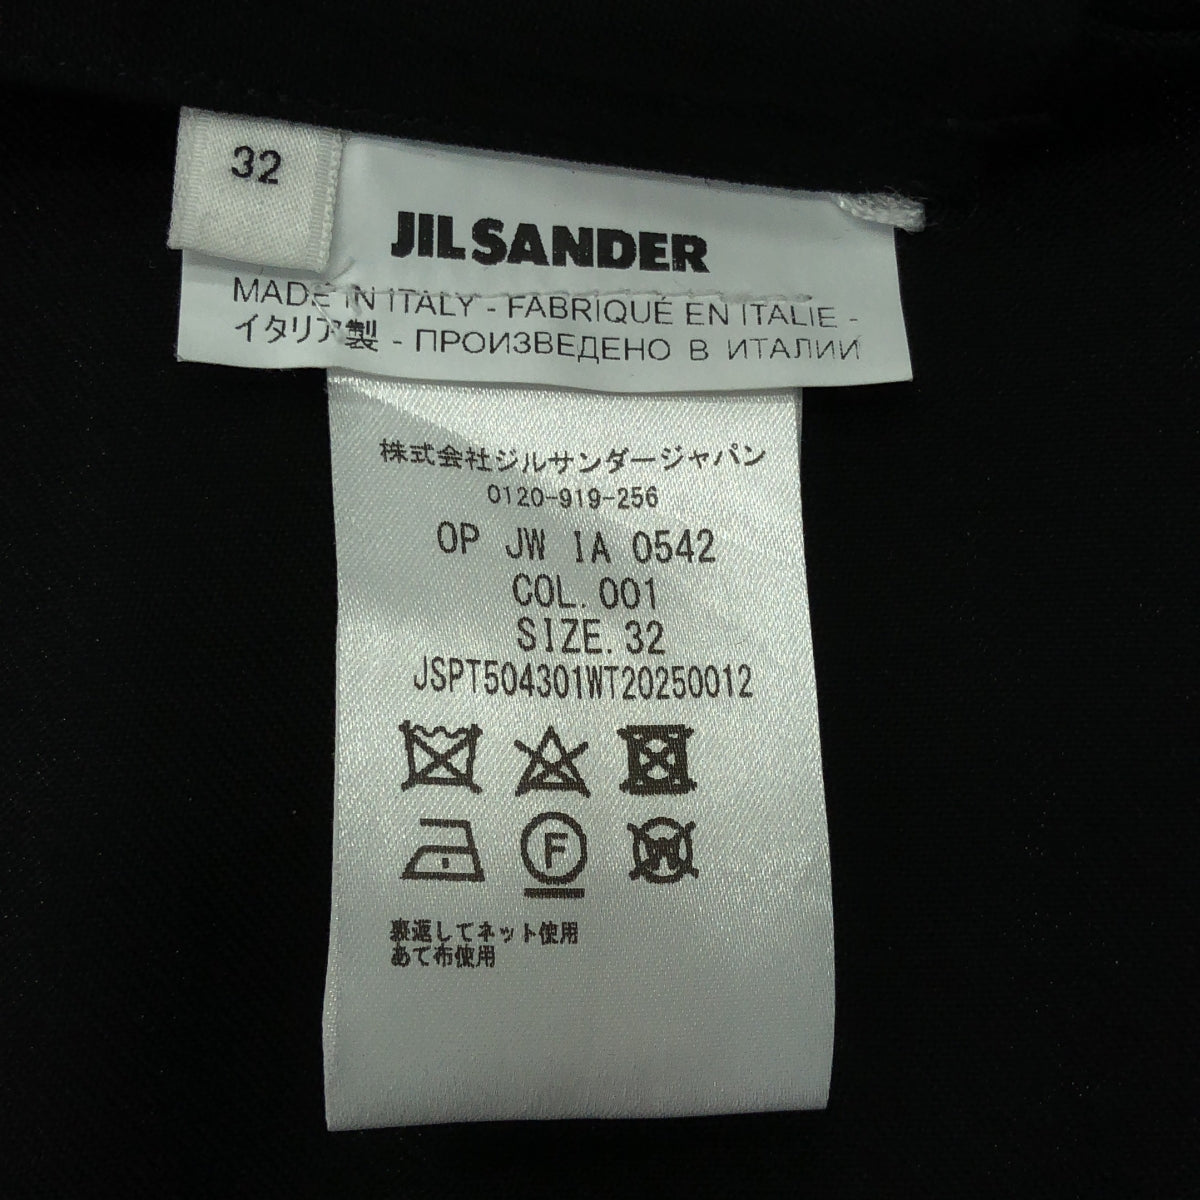 32
JIL SANDER
MADE IN ITALY - FABRIQUÉ EN ITALIE -
イタリア製 - ПРОИЗВЕДЕНО В ИТАЛИИ
株式会社ジルサンダージャパン
0120-919-256
OP JW IA 0542
COL. 001
SIZE. 32
JSPT504301WT20250012
F
W
裏返してネット使用
あて布使用